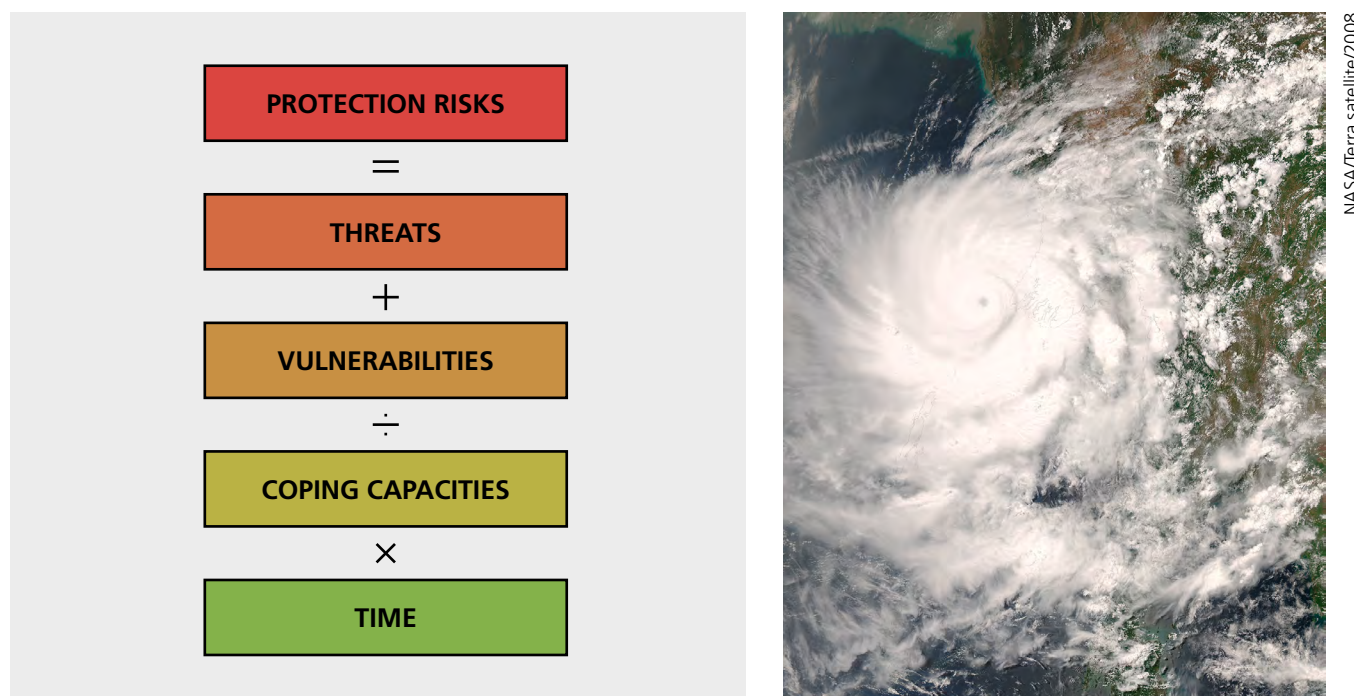 PROTECTION RISKS
=
THREATS
+
VULNERABILITIES
÷
COPING CAPACITIES
×
TIME
NASA/Terra satellite/2008